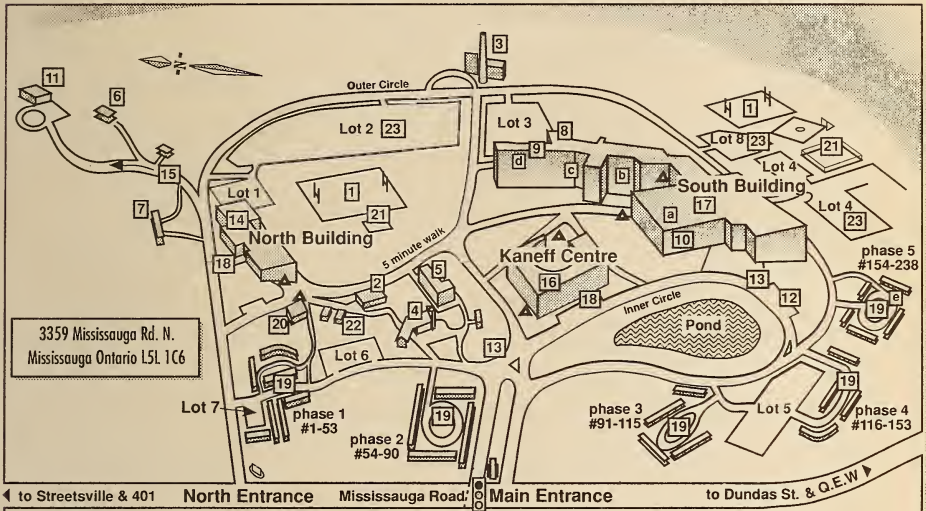 3
11
6
N
Outer Circle
1
Lot 2 23
Lot 3
8
Lot 8 23
21
15
9
d
c
b
Lot 4
Lot 1
1
South Building
17
7
14
21
a
Lot 4
23
North Building
5 minute walk
10
phase 5
#154-238
18
Kaneff Centre
2
5
16
18
13
12
e
19
Inner Circle
3359 Mississauga Rd. N.
Mississauga Ontario L5L 1C6
20
22
4
Pond
13
Lot 6
19
19
Lot 7
phase 1
#1-53
phase 2
#54-90
19
phase 3
#91-115
19
Lot 5
phase 4
#116-153
to Streetsville & 401
North Entrance
Mississauga Road
Main Entrance
to Dundas St. & Q.E.W